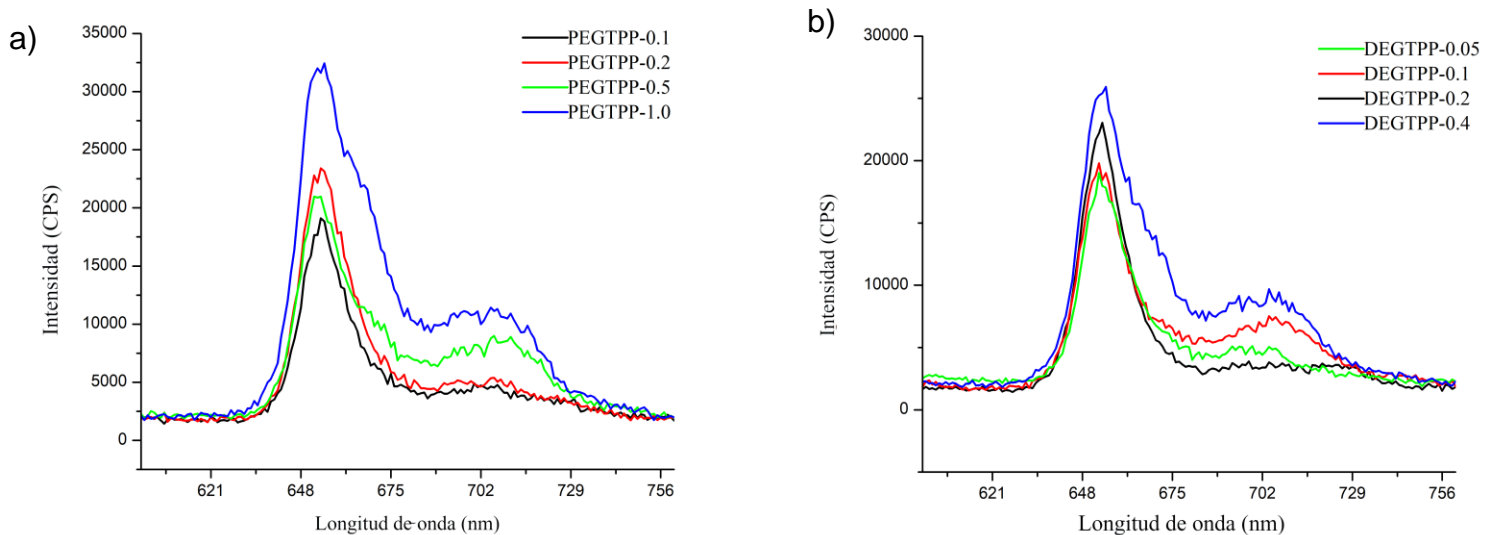 a)
35000
30000
25000
20000
15000
10000
5000
0
Intensidad (CPS)
PEGTPP-0.1
PEGTPP-0.2
PEGTPP-0.5
PEGTPP-1.0
621 648 675 702 729 756
Longitud de onda (nm)
b)
30000
20000
10000
0
Intensidad (CPS)
DEGTPP-0.05
DEGTPP-0.1
DEGTPP-0.2
DEGTPP-0.4
621 648 675 702 729 756
Longitud de onda (nm)